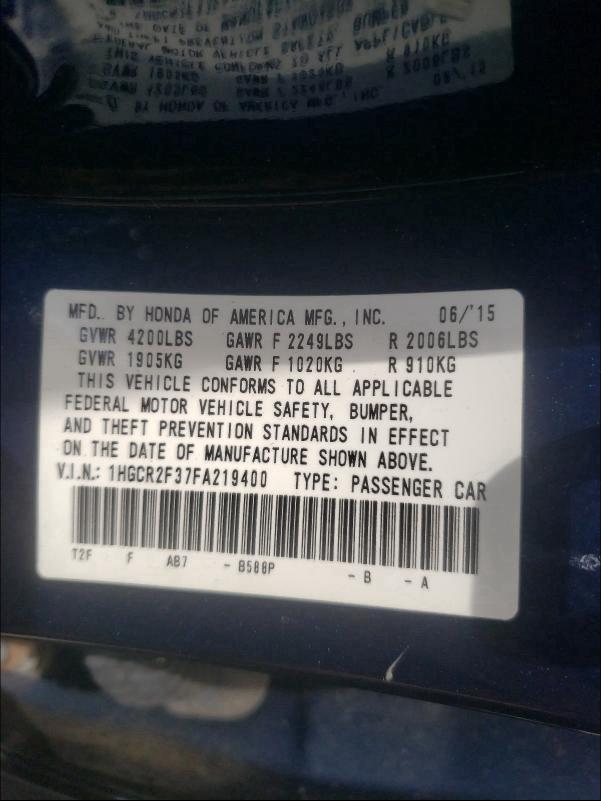 MFD. BY HONDA OF AMERICA MFG., INC. 06/'15
GVWR 4200LBS GAWR F 2249LBS R 2006LBS
GVWR 1905KG GAWR F 1020KG R 910KG
THIS VEHICLE CONFORMS TO ALL APPLICABLE
FEDERAL MOTOR VEHICLE SAFETY, BUMPER,
AND THEFT PREVENTION STANDARDS IN EFFECT
ON THE DATE OF MANUFACTURE SHOWN ABOVE.
V.I.N.: 1HGCR2F37FA219400 TYPE: PASSENGER CAR
T2F F AB7 - B588P - B - A